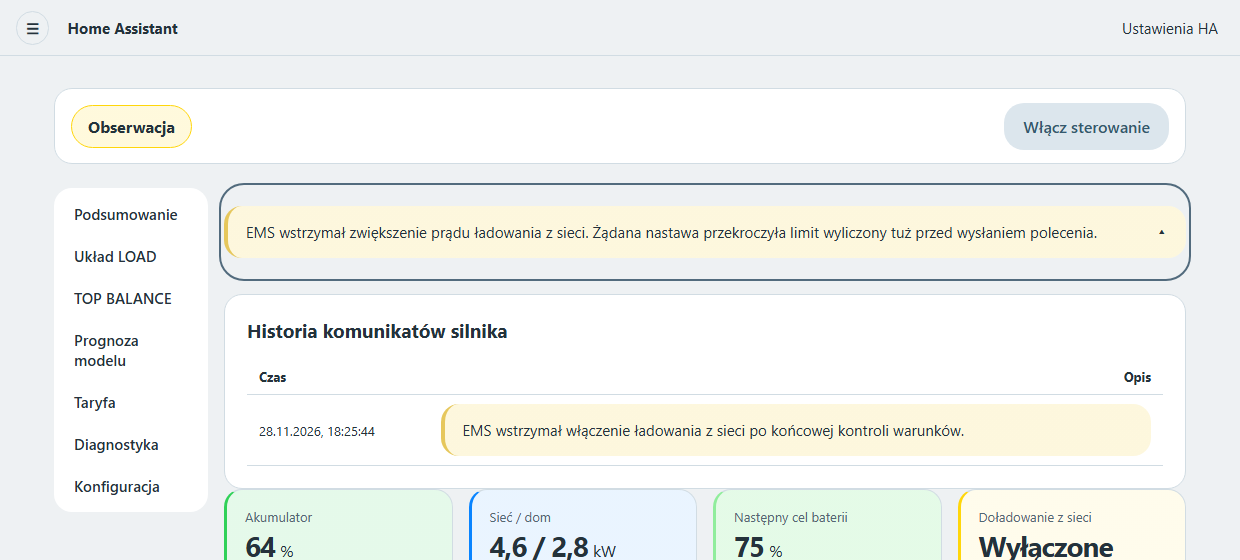 ☰ Home Assistant
Ustawienia HA
Obserwacja
Włącz sterowanie
Podsumowanie
Układ LOAD
TOP BALANCE
Prognoza
modelu
Taryfa
Diagnostyka
Konfiguracja
EMS wstrzymał zwiększenie prądu ładowania z sieci. Żądana nastawa przekroczyła limit wyliczony tuż przed wysłaniem polecenia.
Historia komunikatów silnika
Czas
Opis
28.11.2026, 18:25:44
EMS wstrzymał włączenie ładowania z sieci po końcowej kontroli warunków.
Akumulator
64 %
Sieć / dom
4,6 / 2,8 kW
Następny cel baterii
75 %
Doładowanie z sieci
Wyłączone